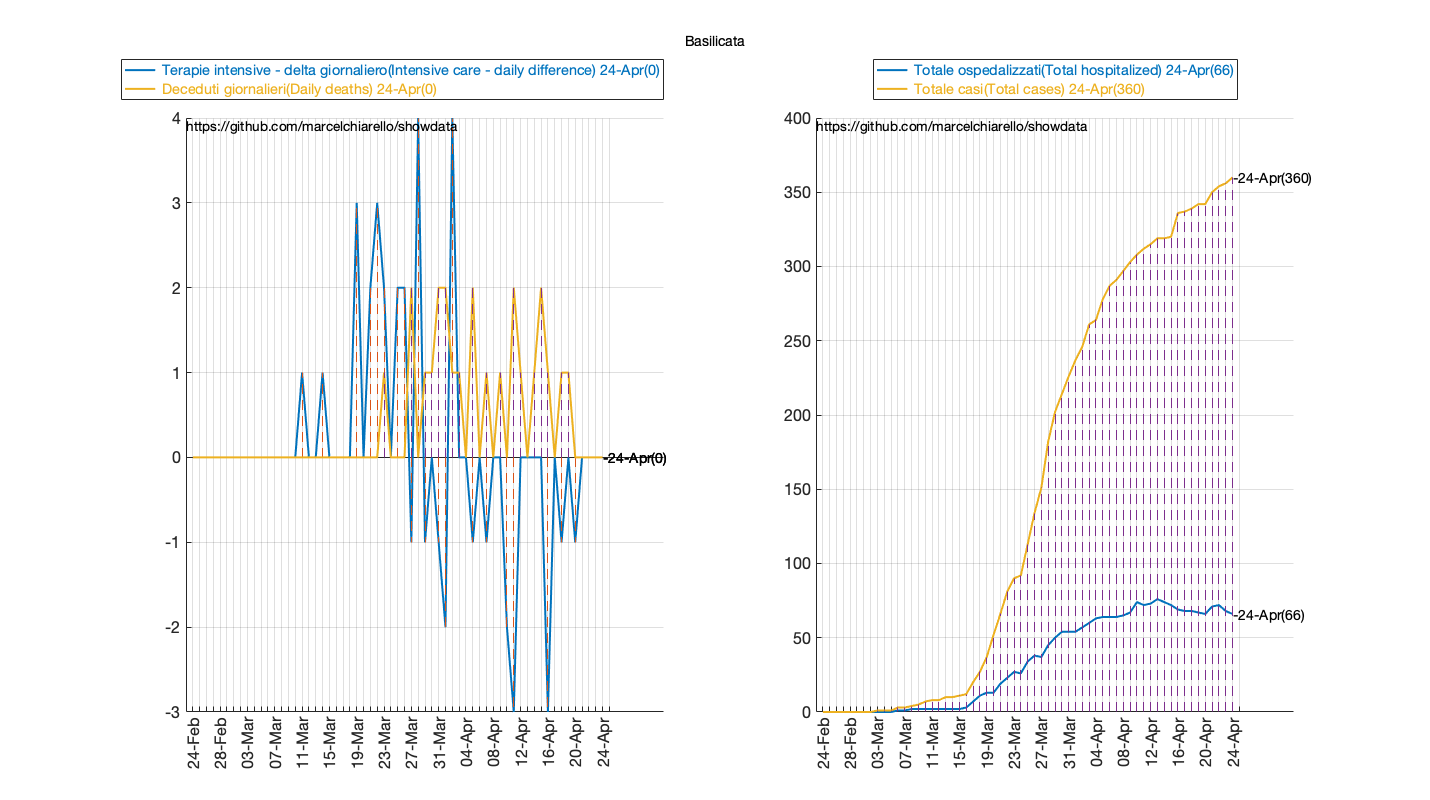 Basilicata
Terapie intensive - delta giornaliero(Intensive care - daily difference) 24-Apr(0)
Deceduti giornalieri(Daily deaths) 24-Apr(0)
https://github.com/marcelchiarello/showdata
4
3
2
1
0
-1
-2
-3
-24-Apr(0)
24-Feb
28-Feb
03-Mar
07-Mar
11-Mar
15-Mar
19-Mar
23-Mar
27-Mar
31-Mar
04-Apr
08-Apr
12-Apr
16-Apr
20-Apr
24-Apr
Totale ospedalizzati(Total hospitalized) 24-Apr(66)
Totale casi(Total cases) 24-Apr(360)
https://github.com/marcelchiarello/showdata
400
350
300
250
200
150
100
50
0
-24-Apr(360)
-24-Apr(66)
24-Feb
28-Feb
03-Mar
07-Mar
11-Mar
15-Mar
19-Mar
23-Mar
27-Mar
31-Mar
04-Apr
08-Apr
12-Apr
16-Apr
20-Apr
24-Apr